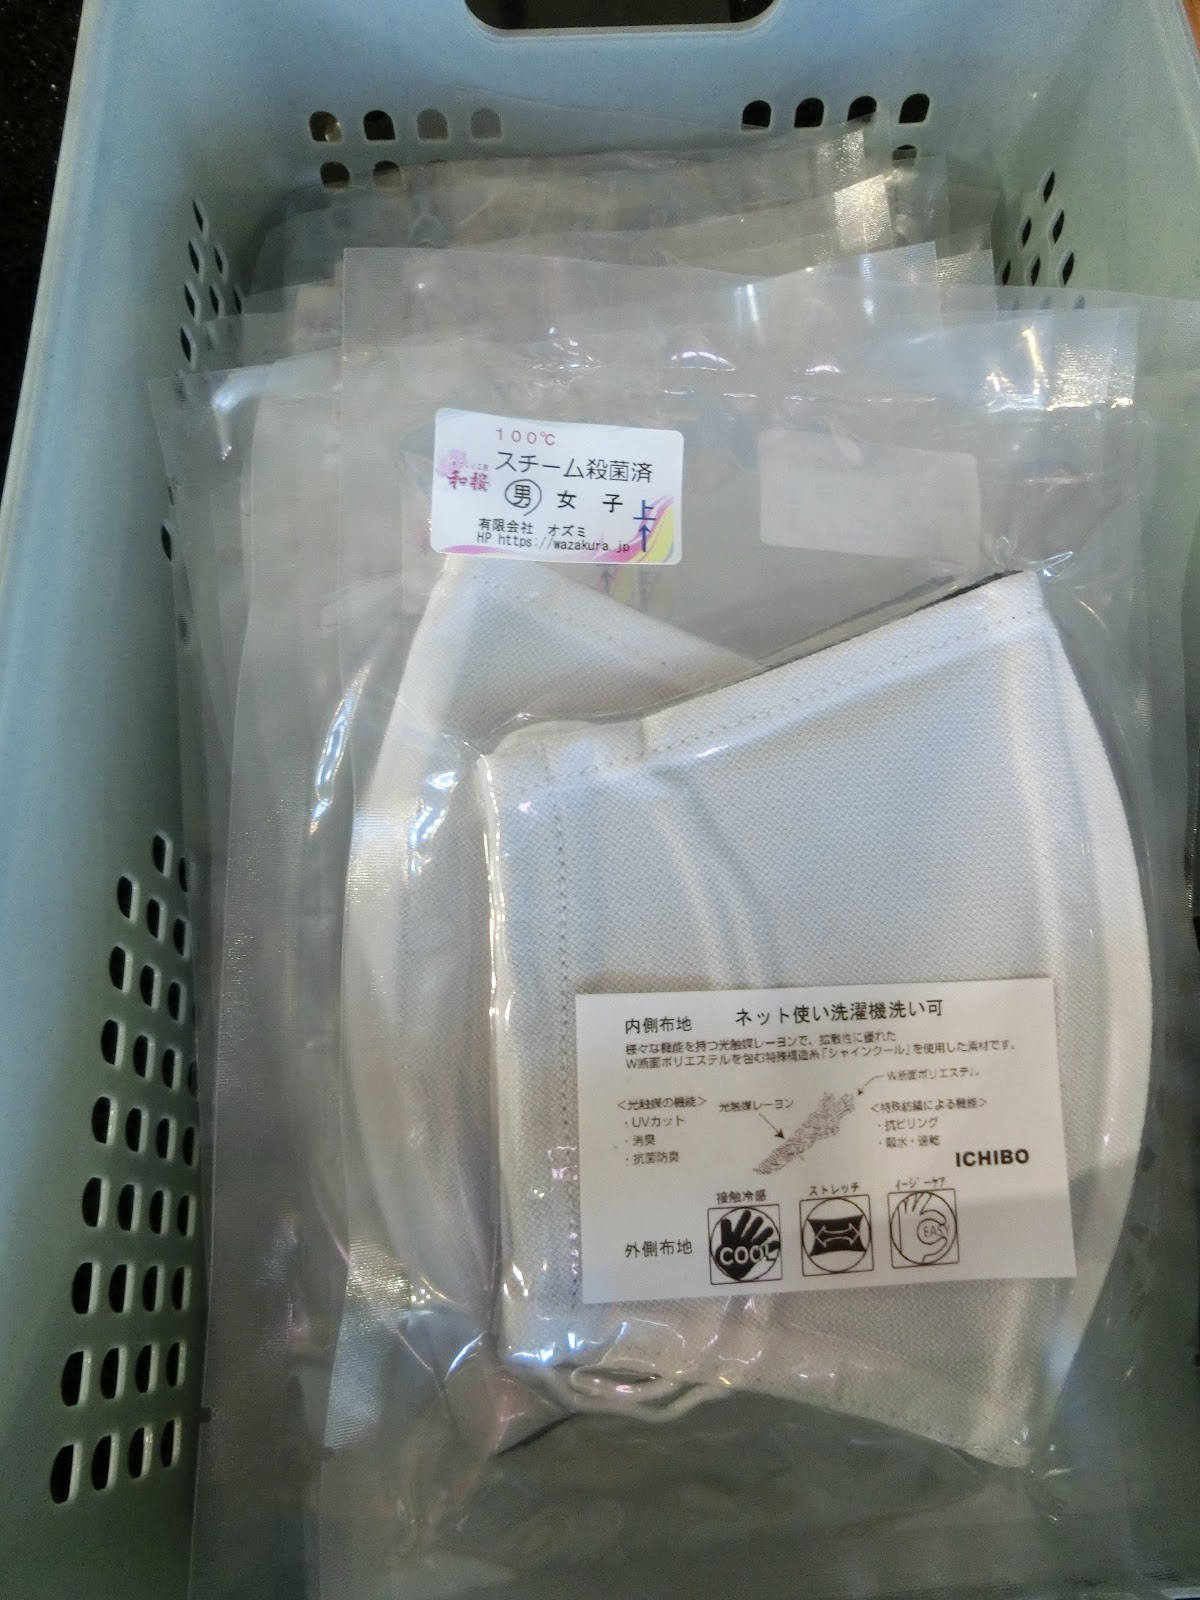 100℃
スチーム殺菌済
和桜
男 女 子
上
有限会社 オズミ
HP https://wazakura.jp
内側布地 ネット使い洗濯機洗い可
様々な機能を持つ光触媒レーヨンで、拡散性に優れた
W断面ポリエステルを包む特殊構造糸「シャインクール」を使用した素材です。
W断面ポリエステル
<光触媒の機能> 光触媒レーヨン <特殊紡績による機能>
・UVカット ・抗ピリング
・消臭 ・吸水・速乾
・抗菌防臭
ICHIBO
接触冷感 ストレッチ イージーケア
外側布地 COOL EASY